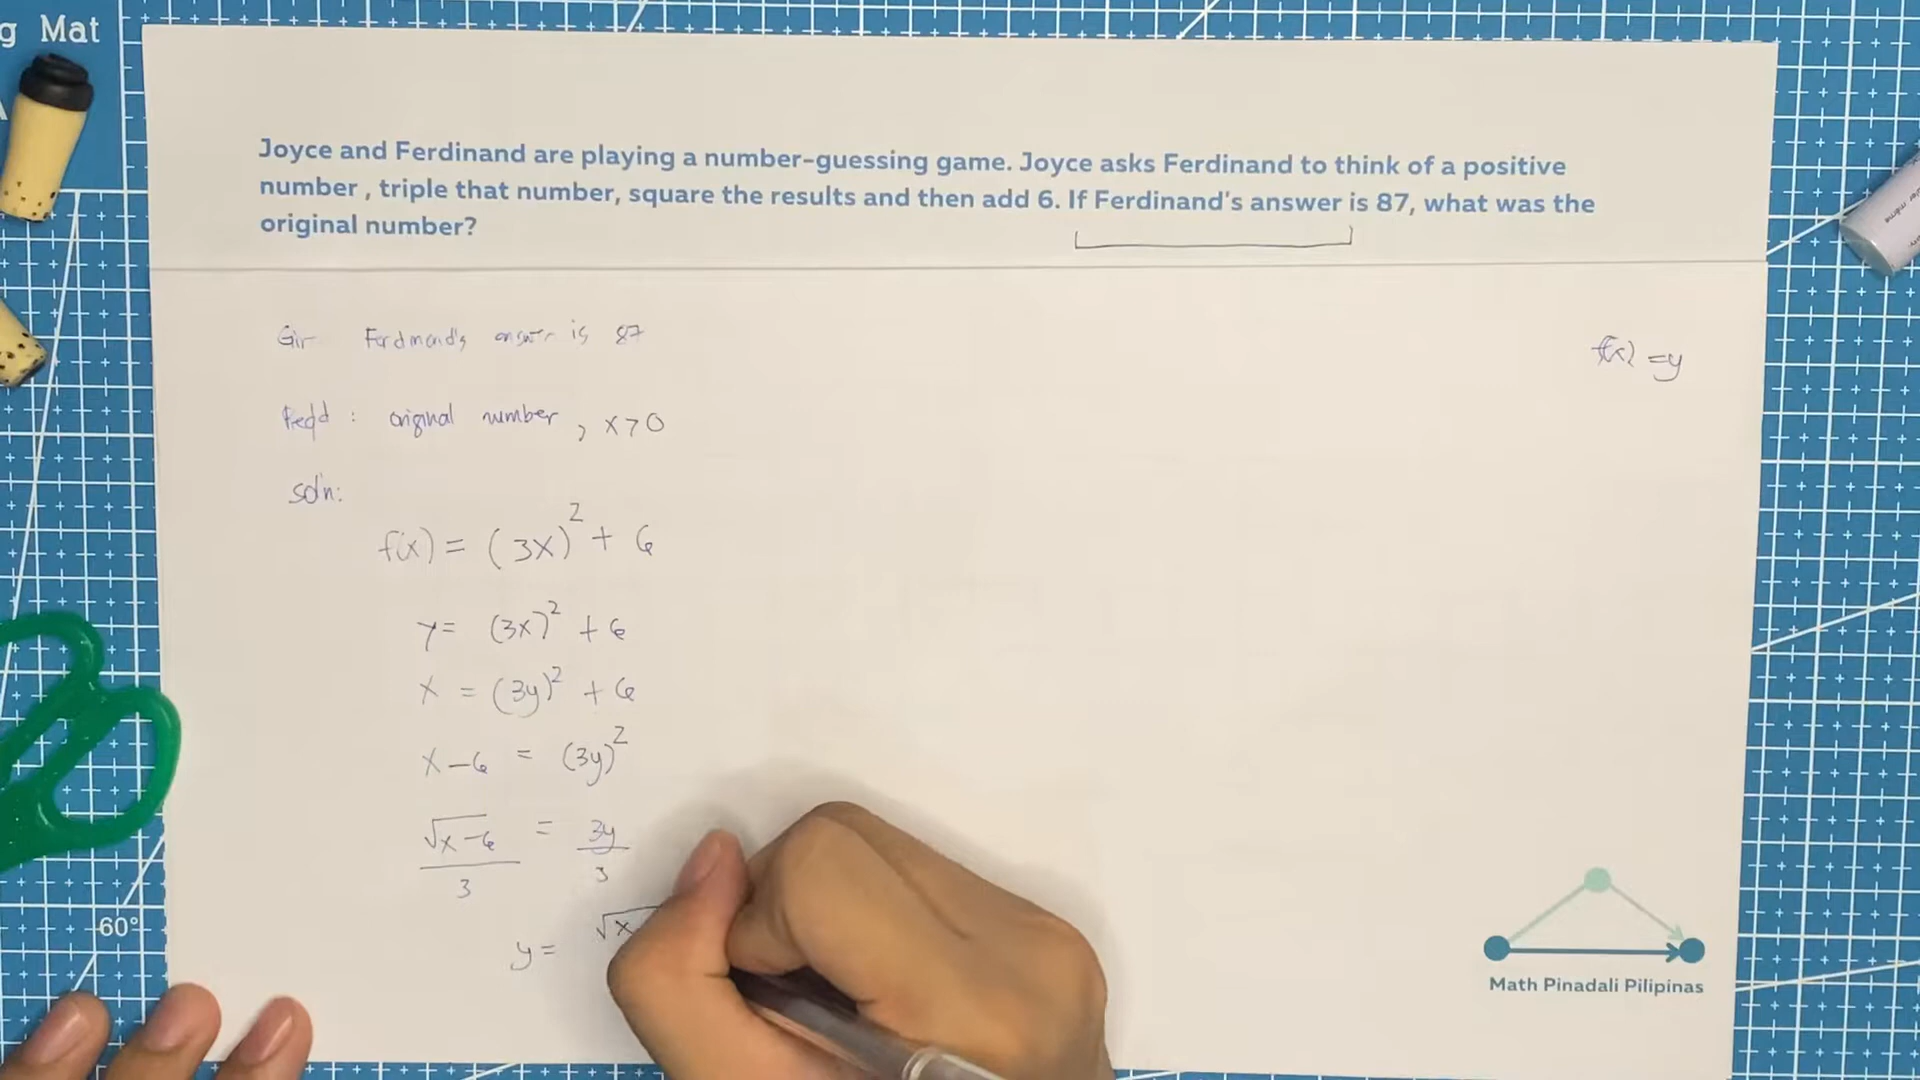 g Mat
Joyce and Ferdinand are playing a number-guessing game. Joyce asks Ferdinand to think of a positive
number , triple that number, square the results and then add 6. If Ferdinand's answer is 87, what was the
original number?
Ferdinand's answer is 87
f(x) = y
Req'd : original number , x > 0
Sol'n:
f(x) = (3x)² + 6
y = (3x)² + 6
x = (3y)² + 6
x - 6 = (3y)²
√x-6 = 3y
3 3
y = √x
60°
Math Pinadali Pilipinas